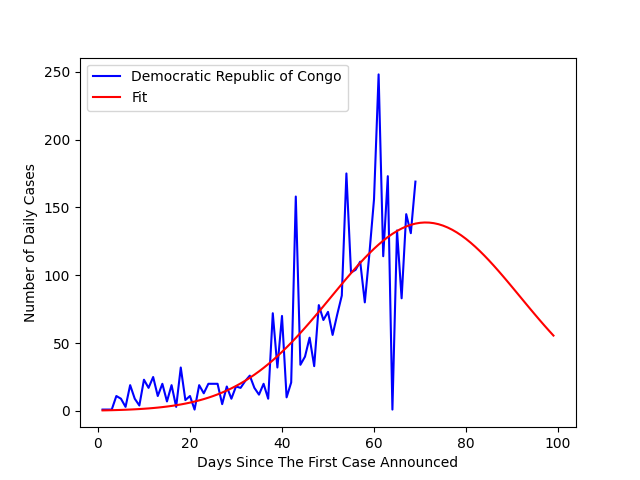 Democratic Republic of Congo
Fit
250
200
150
100
50
0
Number of Daily Cases
0 20 40 60 80 100
Days Since The First Case Announced